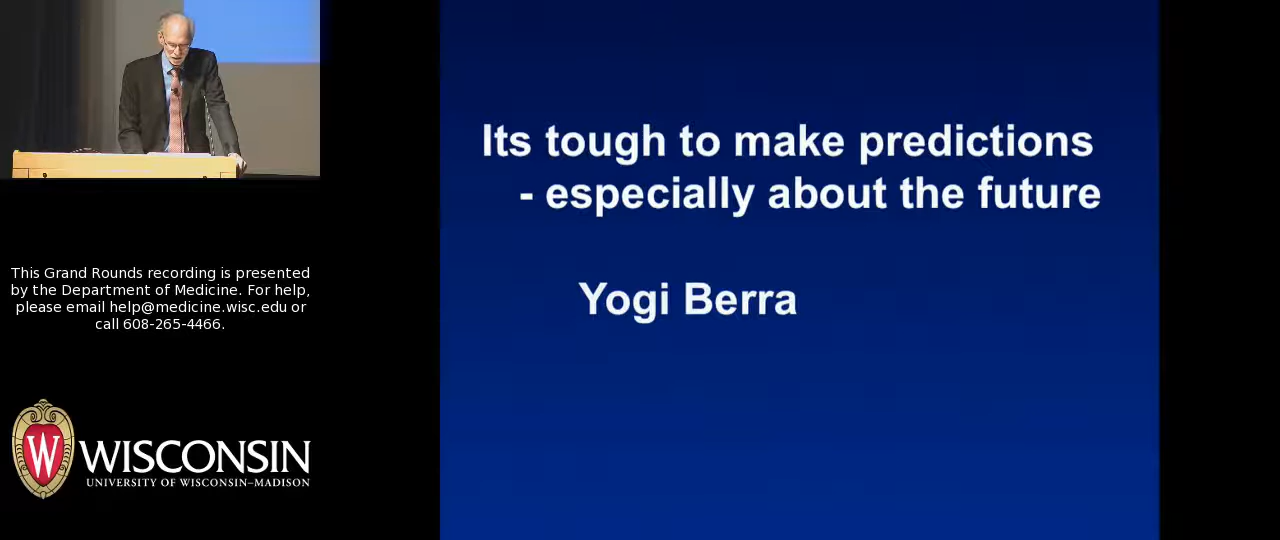 Its tough to make predictions
- especially about the future
Yogi Berra
This Grand Rounds recording is presented
by the Department of Medicine. For help,
please email help@medicine.wisc.edu or
call 608-265-4466.
W
WISCONSIN
UNIVERSITY OF WISCONSIN–MADISON